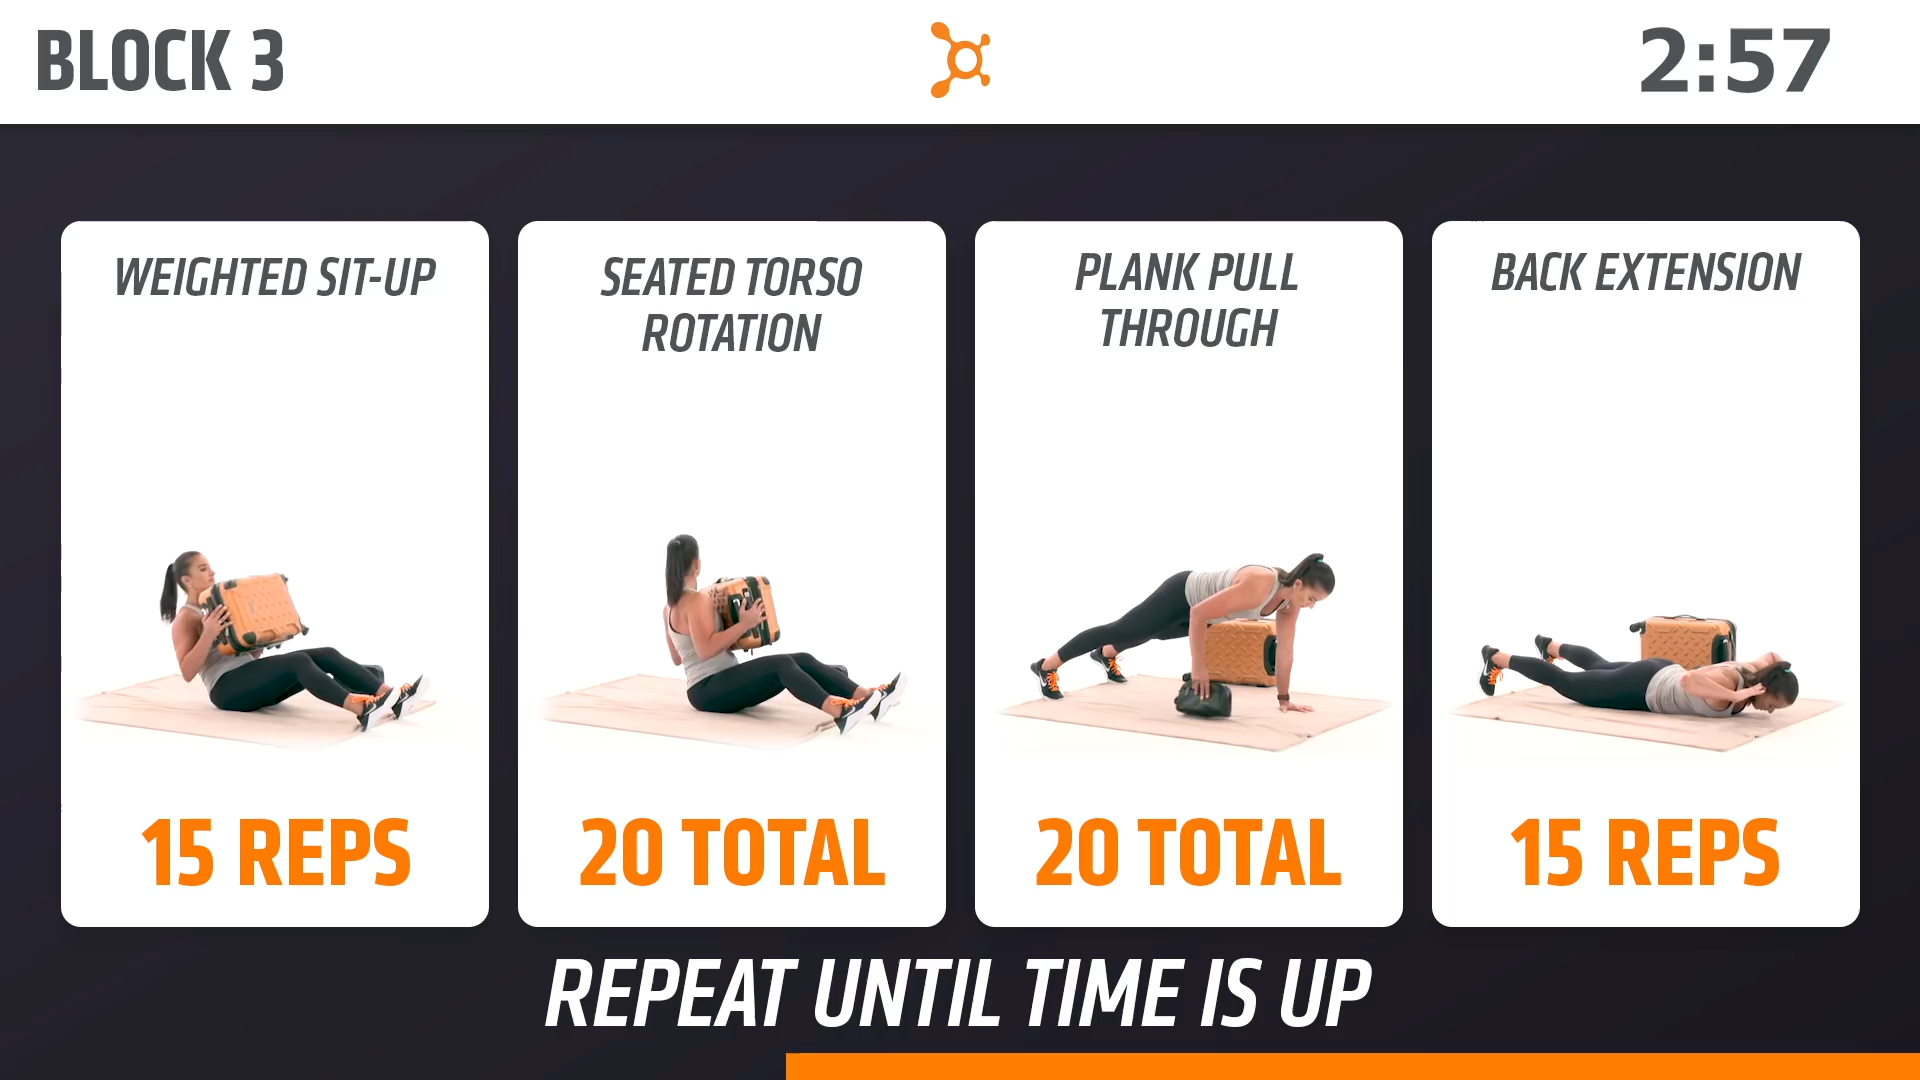 BLOCK 3
2:57
WEIGHTED SIT-UP
SEATED TORSO
ROTATION
PLANK PULL
THROUGH
BACK EXTENSION
15 REPS
20 TOTAL
20 TOTAL
15 REPS
REPEAT UNTIL TIME IS UP